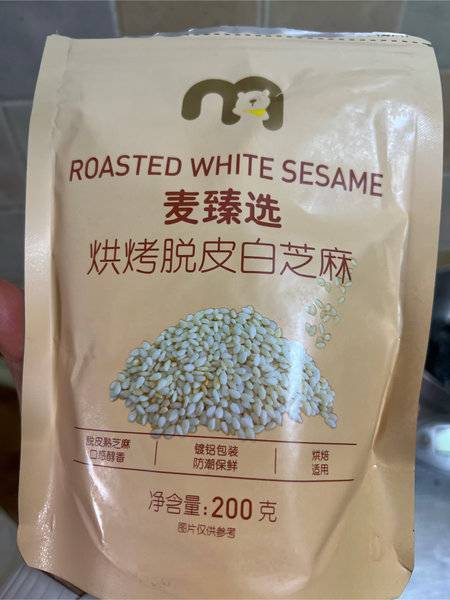 m
ROASTED WHITE SESAME
麦臻选
烘烤脱皮白芝麻
脱皮熟芝麻
口感醇香
镀铝包装
防潮保鲜
烘焙
适用
净含量:200克
图片仅供参考